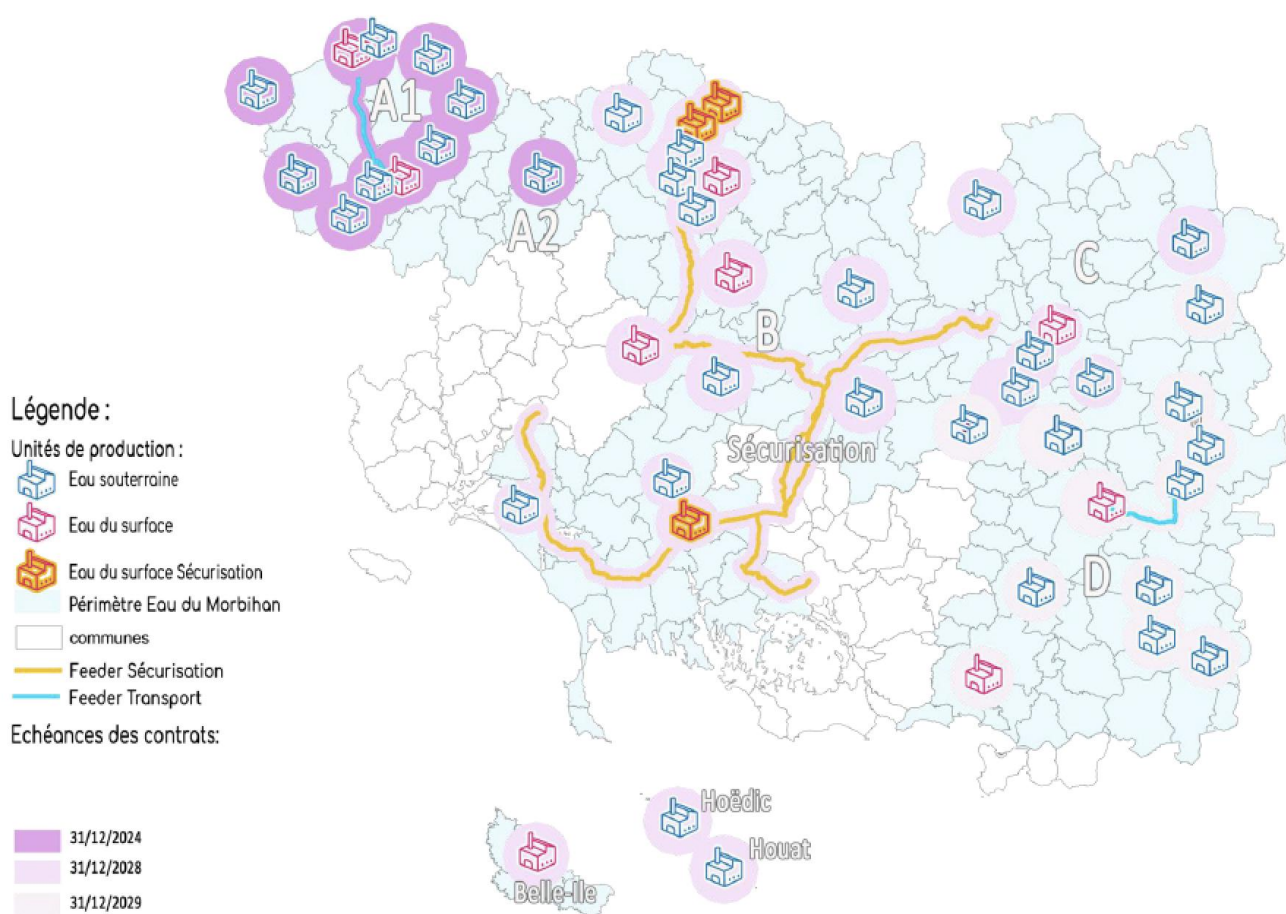 A1
A2
C
B
Sécurisation
D
Hoëdic
Houat
Belle-Ile
Légende :
Unités de production :
Eau souterraine
Eau du surface
Eau du surface Sécurisation
Périmètre Eau du Morbihan
communes
Feeder Sécurisation
Feeder Transport
Echéances des contrats:
31/12/2024
31/12/2028
31/12/2029